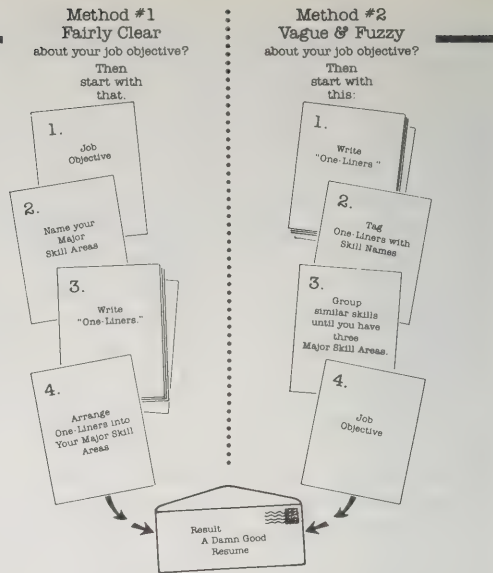 Method #1
Fairly Clear
about your job objective?
Then
start with
that.
1.
Job
Objective
2.
Name your
Major
Skill Areas
3.
Write
"One-Liners."
4.
Arrange
One-Liners into
Your Major Skill
Areas
Method #2
Vague & Fuzzy
about your job objective?
Then
start with
this:
1.
Write
"One-Liners."
2.
Tag
One-Liners with
Skill Names
3.
Group
similar skills
until you have
three
Major Skill Areas.
4.
Job
Objective
Result
A Damn Good
Resume